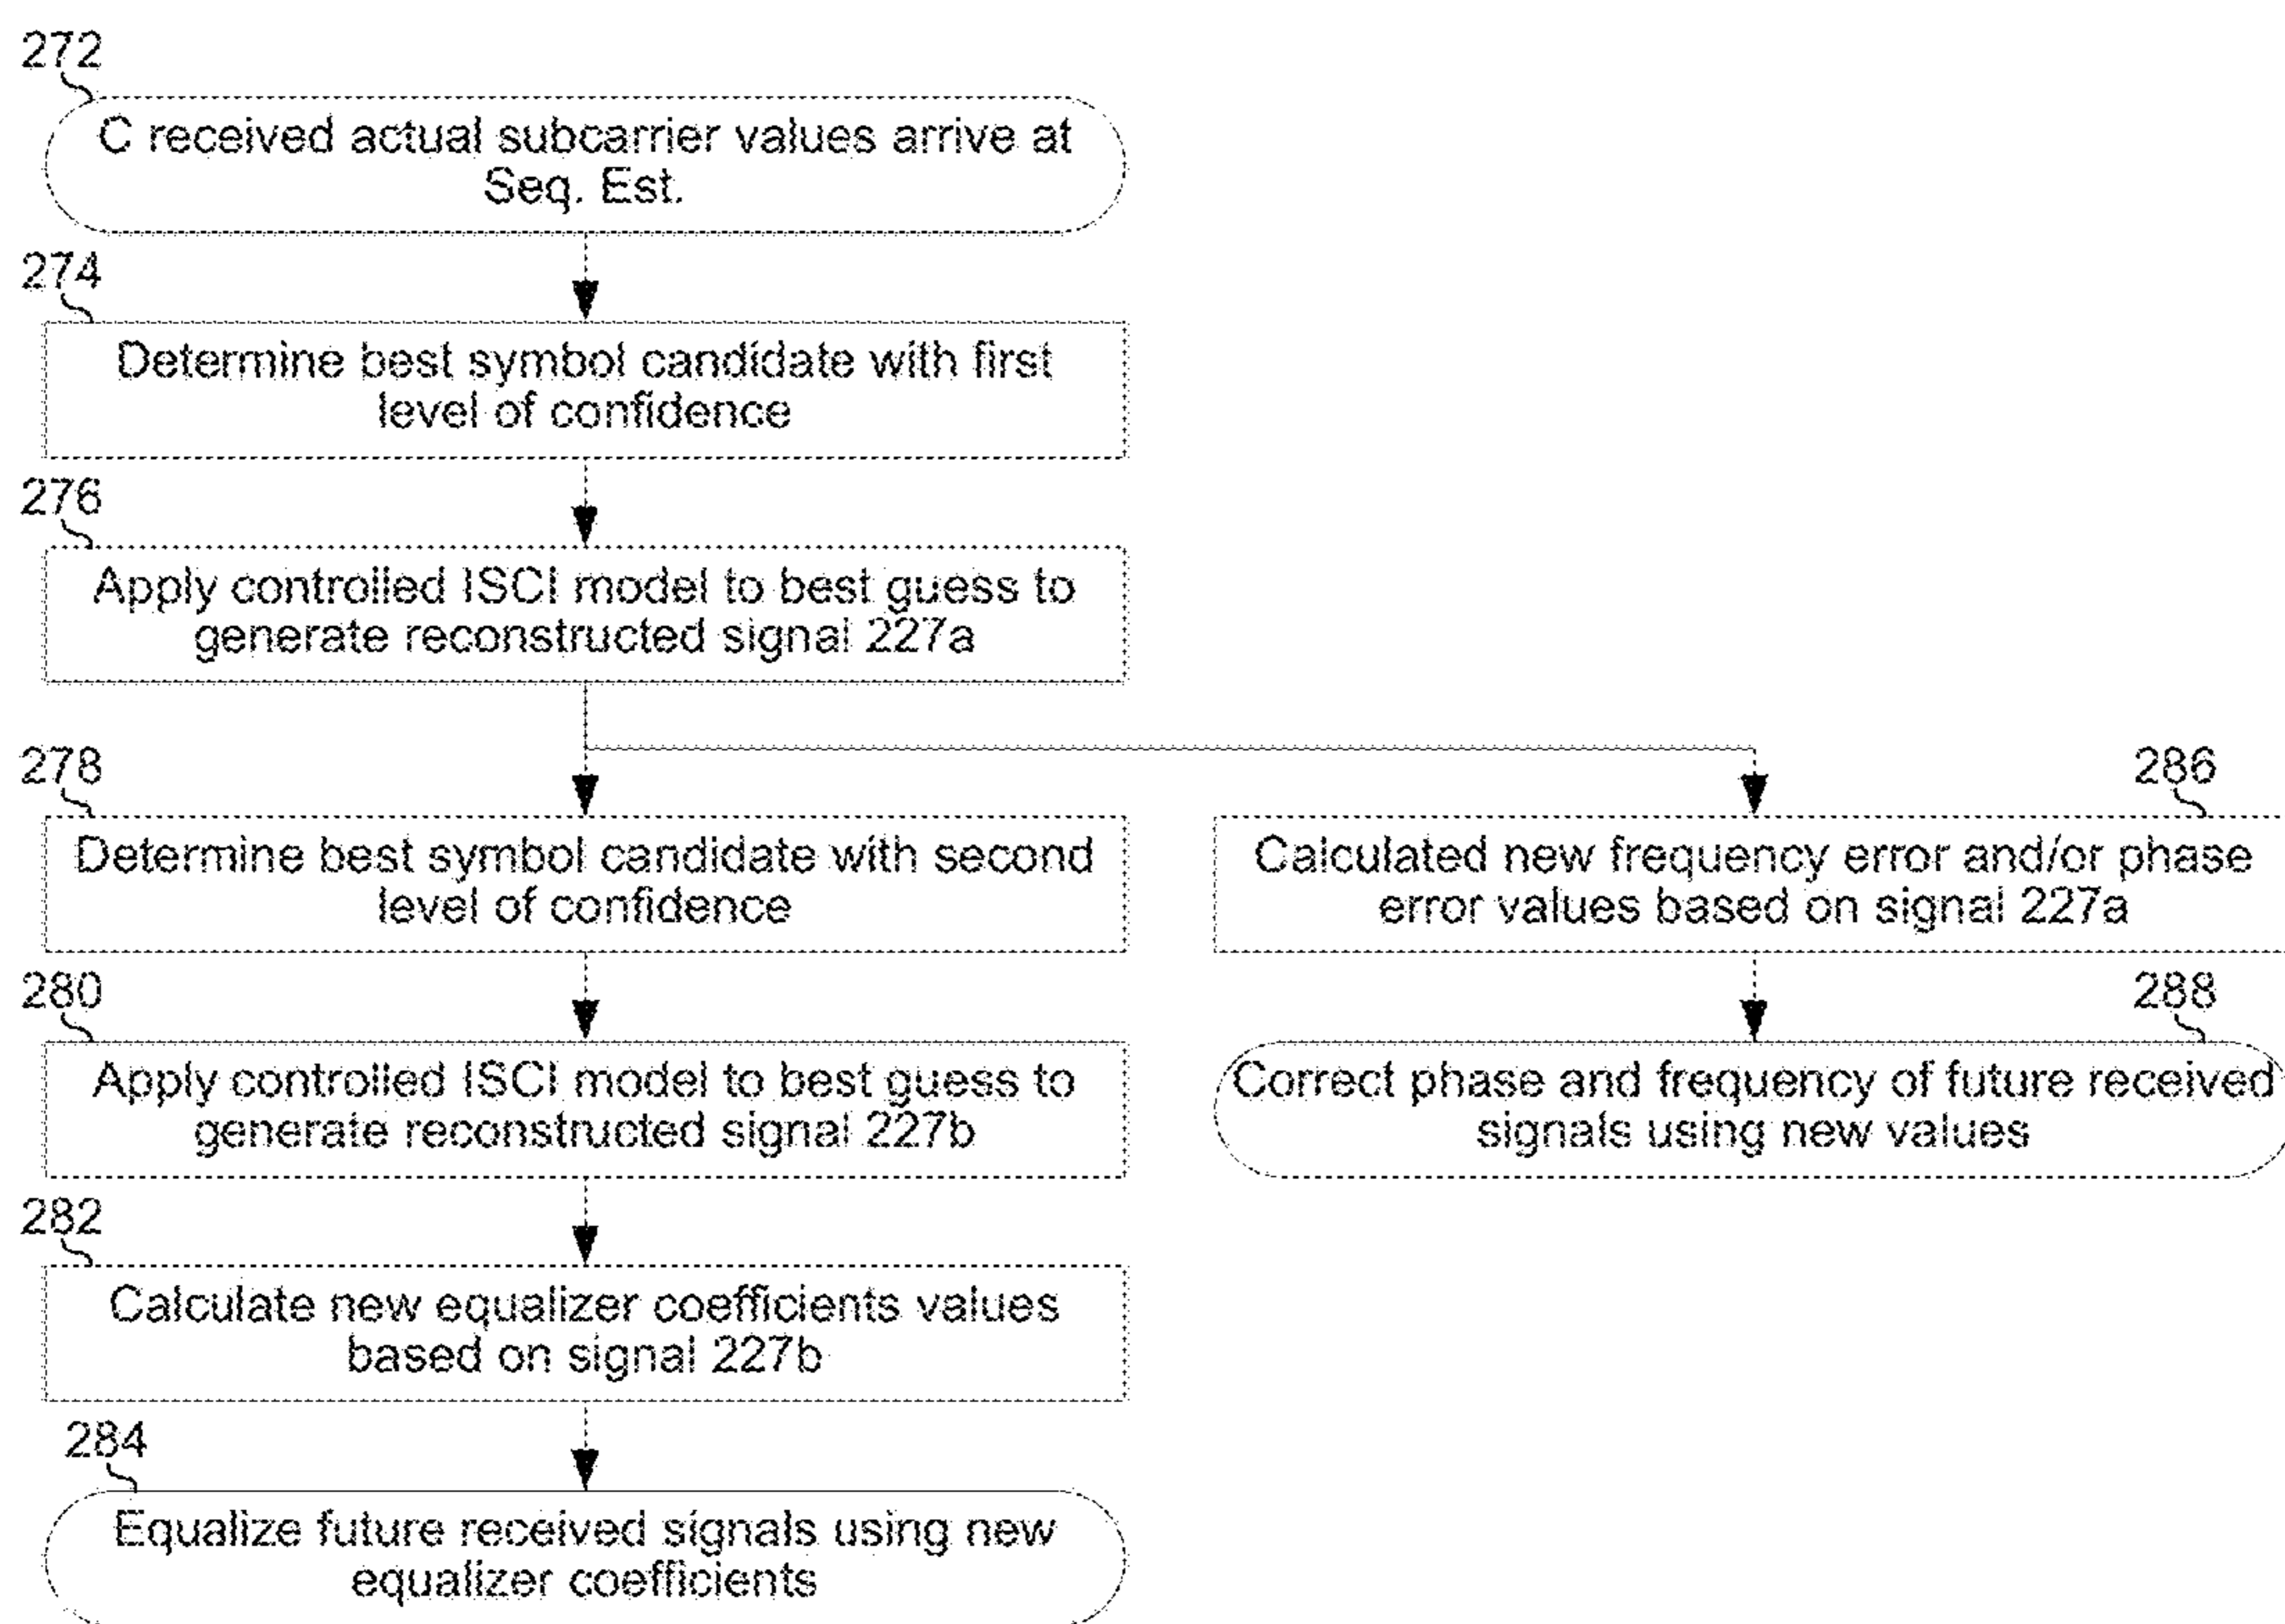 272
C received actual subcarrier values arrive at
Seq. Est.
274
Determine best symbol candidate with first
level of confidence
276
Apply controlled ISCI model to best guess to
generate reconstructed signal 227a
278
Determine best symbol candidate with second
level of confidence
286
Calculated new frequency error and/or phase
error values based on signal 227a
280
Apply controlled ISCI model to best guess to
generate reconstructed signal 227b
288
Correct phase and frequency of future received
signals using new values
282
Calculate new equalizer coefficients values
based on signal 227b
284
Equalize future received signals using new
equalizer coefficients